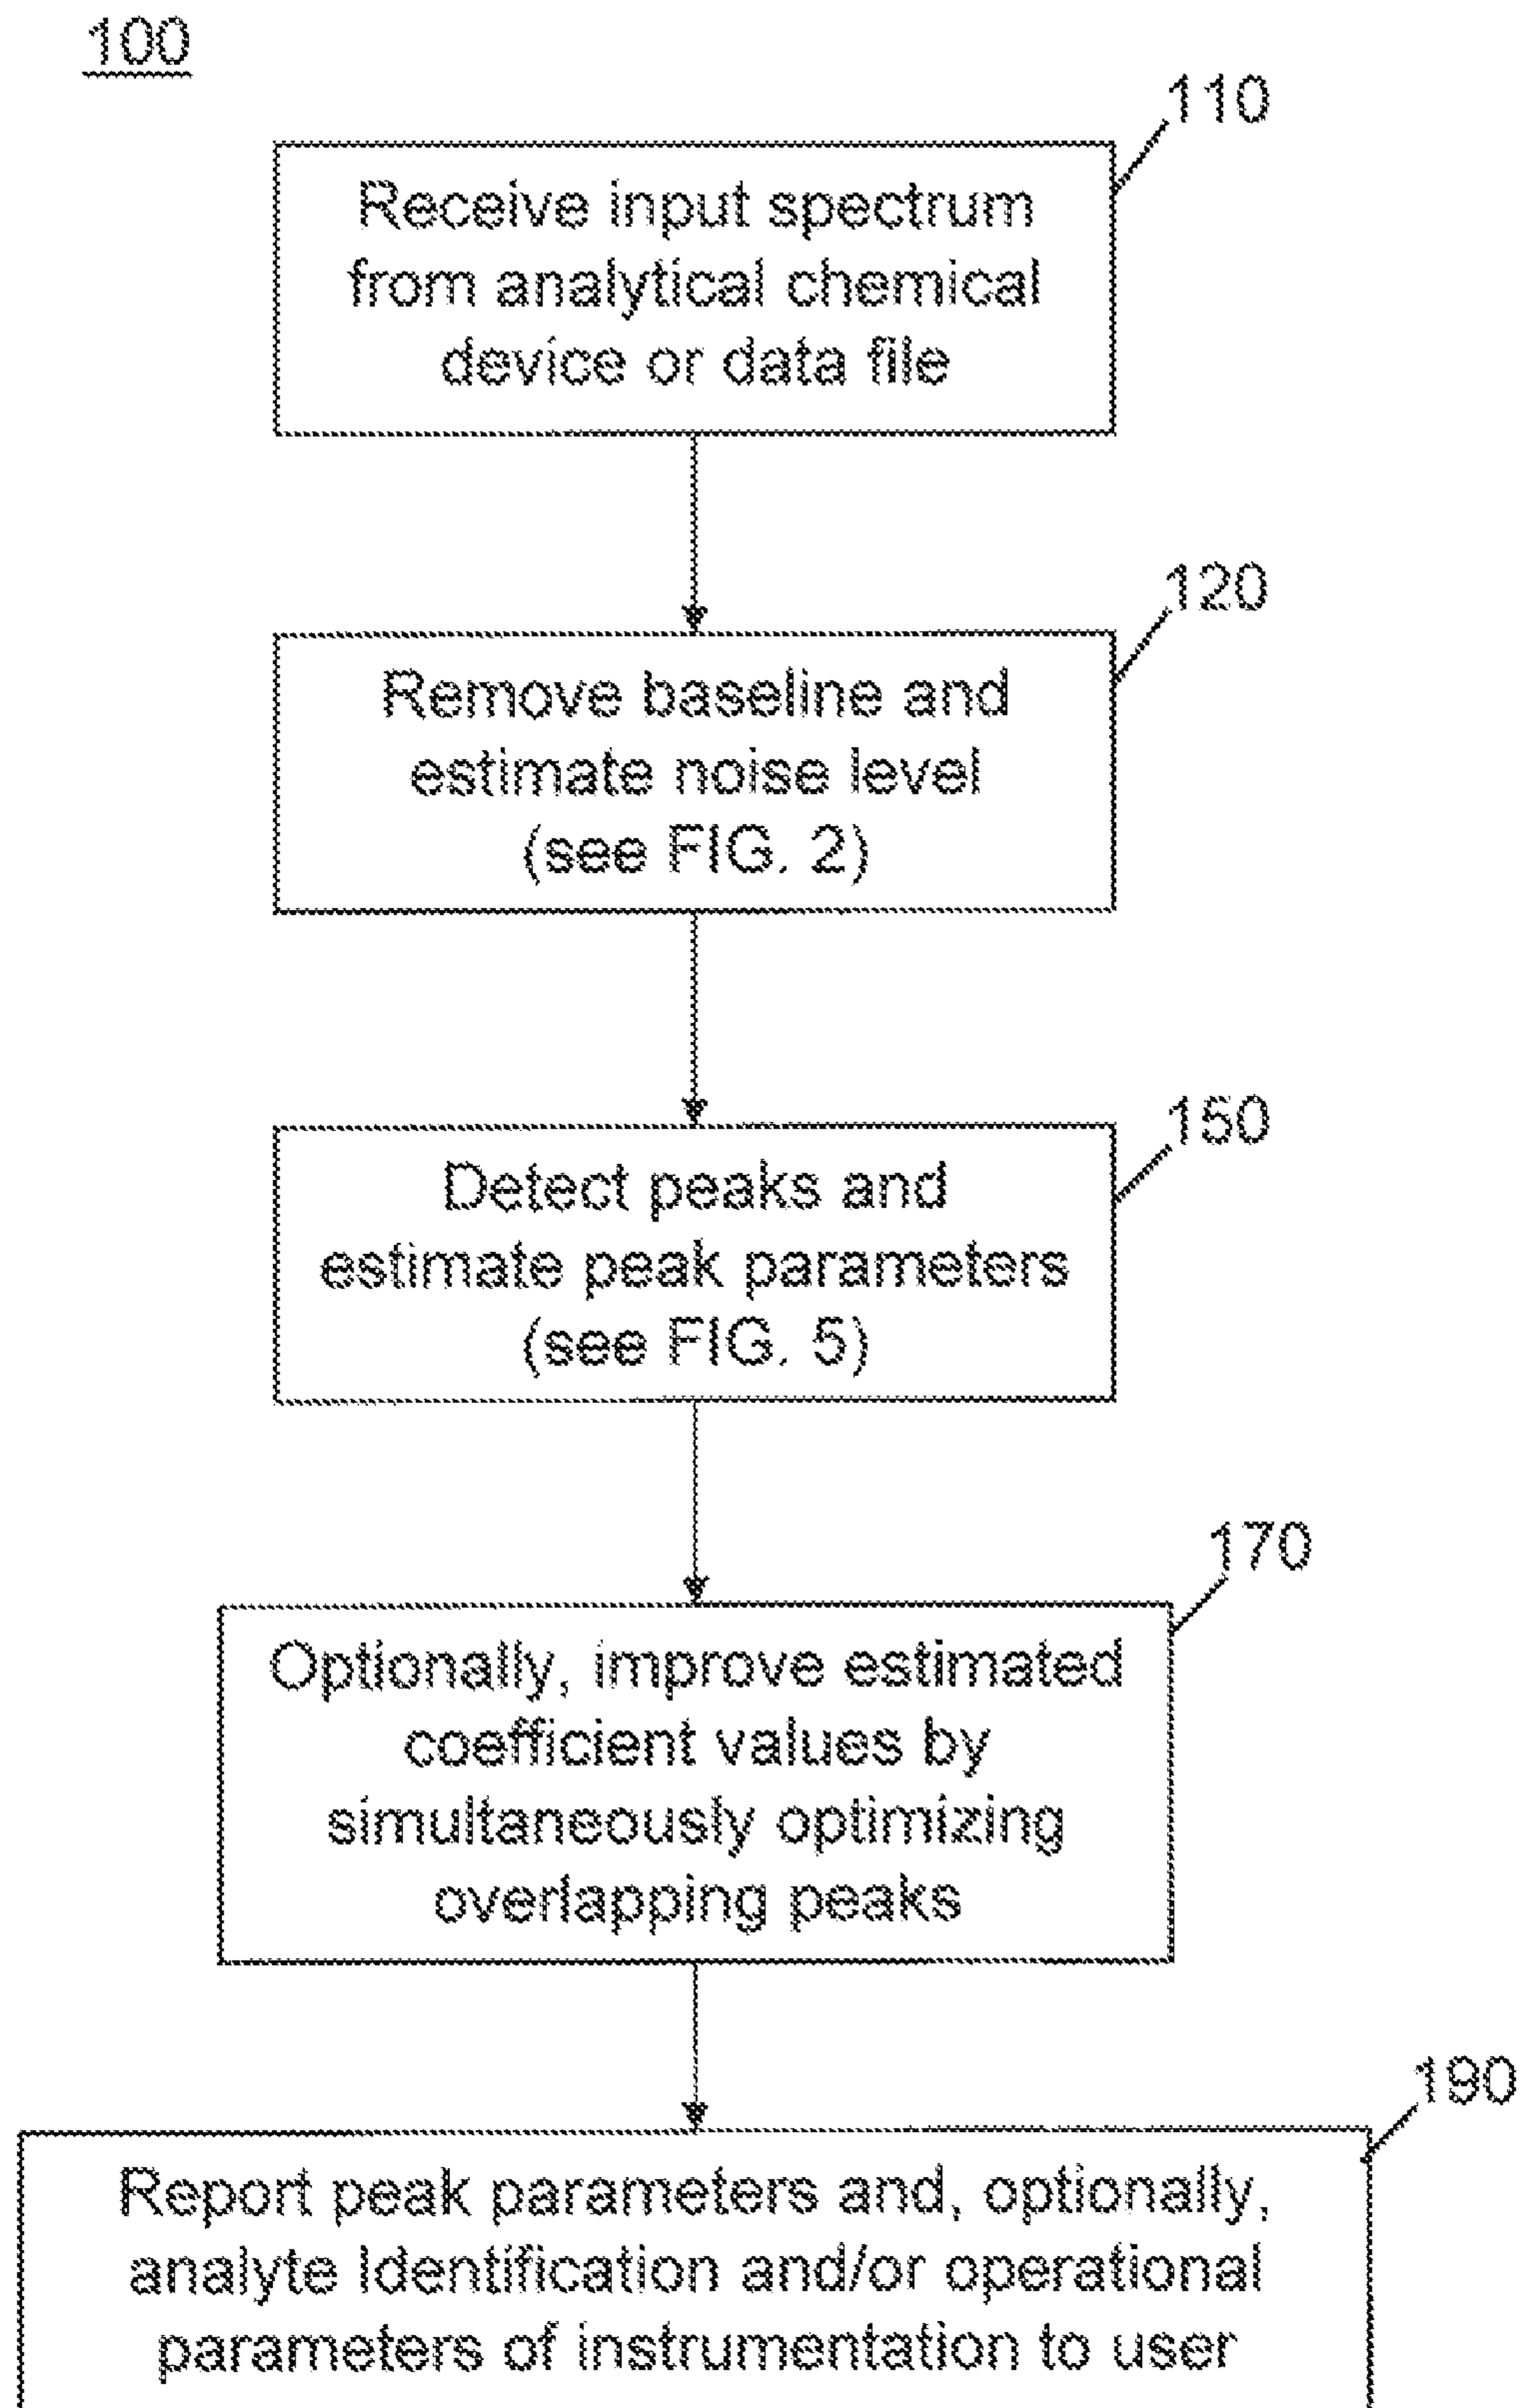 100
110
Receive input spectrum
from analytical chemical
device or data file
120
Remove baseline and
estimate noise level
(see FIG. 2)
150
Detect peaks and
estimate peak parameters
(see FIG. 5)
170
Optionally, improve estimated
coefficient values by
simultaneously optimizing
overlapping peaks
190
Report peak parameters and, optionally,
analyte Identification and/or operational
parameters of instrumentation to user